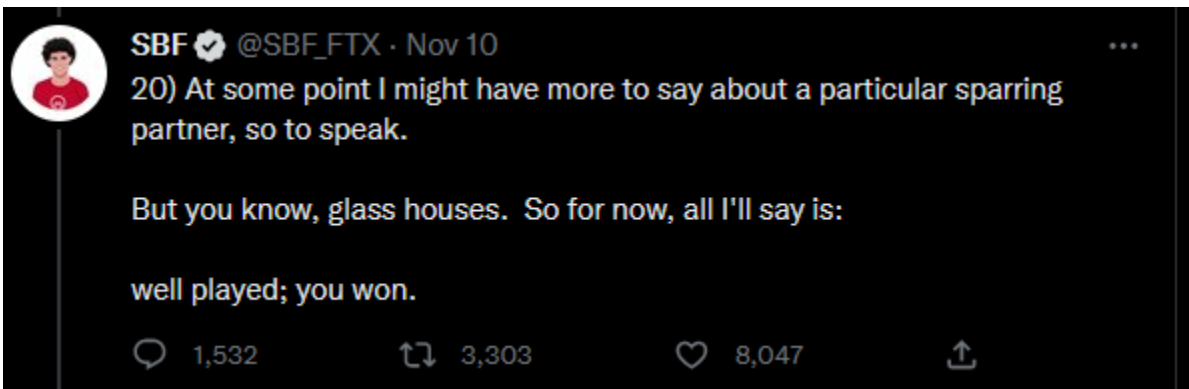 SBF @SBF_FTX · Nov 10
20) At some point I might have more to say about a particular sparring
partner, so to speak.
But you know, glass houses.  So for now, all I'll say is:
well played; you won.
1,532 3,303 8,047